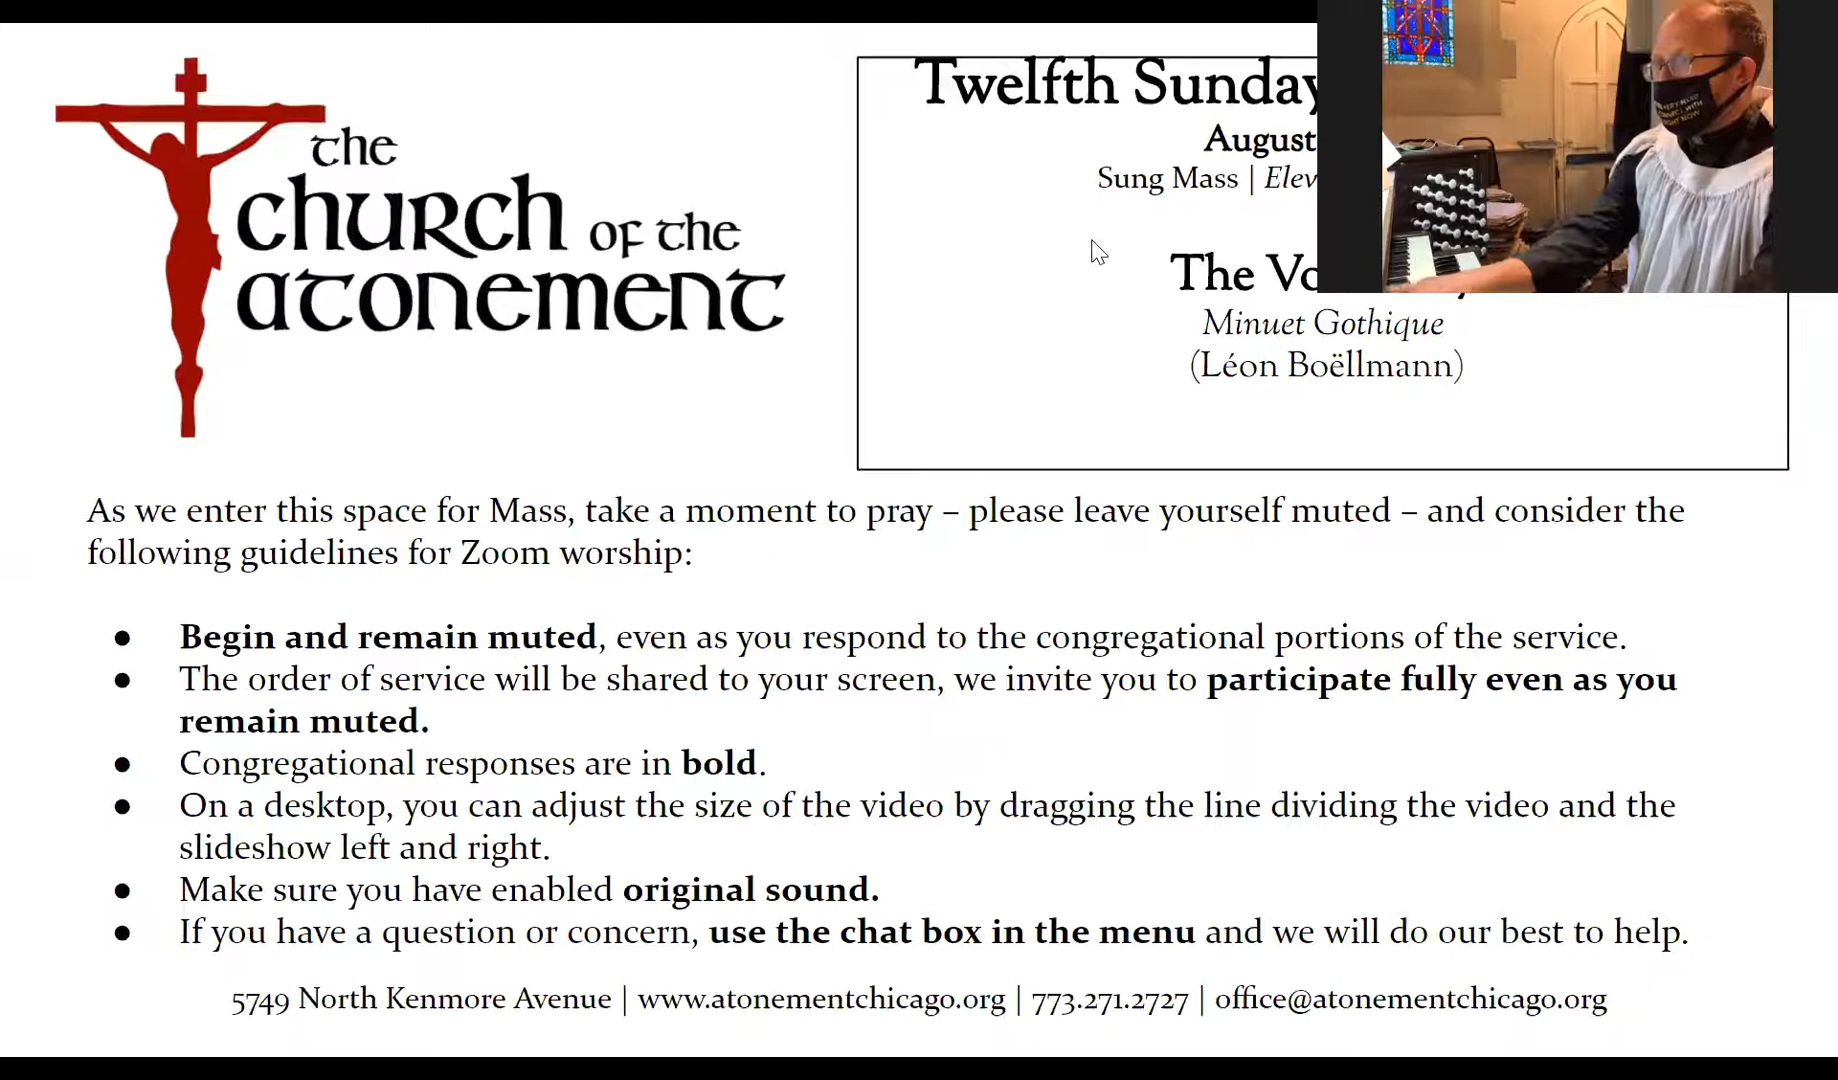 the
church of the
atonement
Twelfth Sunday
August
Sung Mass |
The
Minuet Gothique
(Léon Boëllmann)
As we enter this space for Mass, take a moment to pray – please leave yourself muted – and consider the
following guidelines for Zoom worship:
● Begin and remain muted, even as you respond to the congregational portions of the service.
● The order of service will be shared to your screen, we invite you to participate fully even as you
remain muted.
● Congregational responses are in bold.
● On a desktop, you can adjust the size of the video by dragging the line dividing the video and the
slideshow left and right.
● Make sure you have enabled original sound.
● If you have a question or concern, use the chat box in the menu and we will do our best to help.
5749 North Kenmore Avenue | www.atonementchicago.org | 773.271.2727 | office@atonementchicago.org